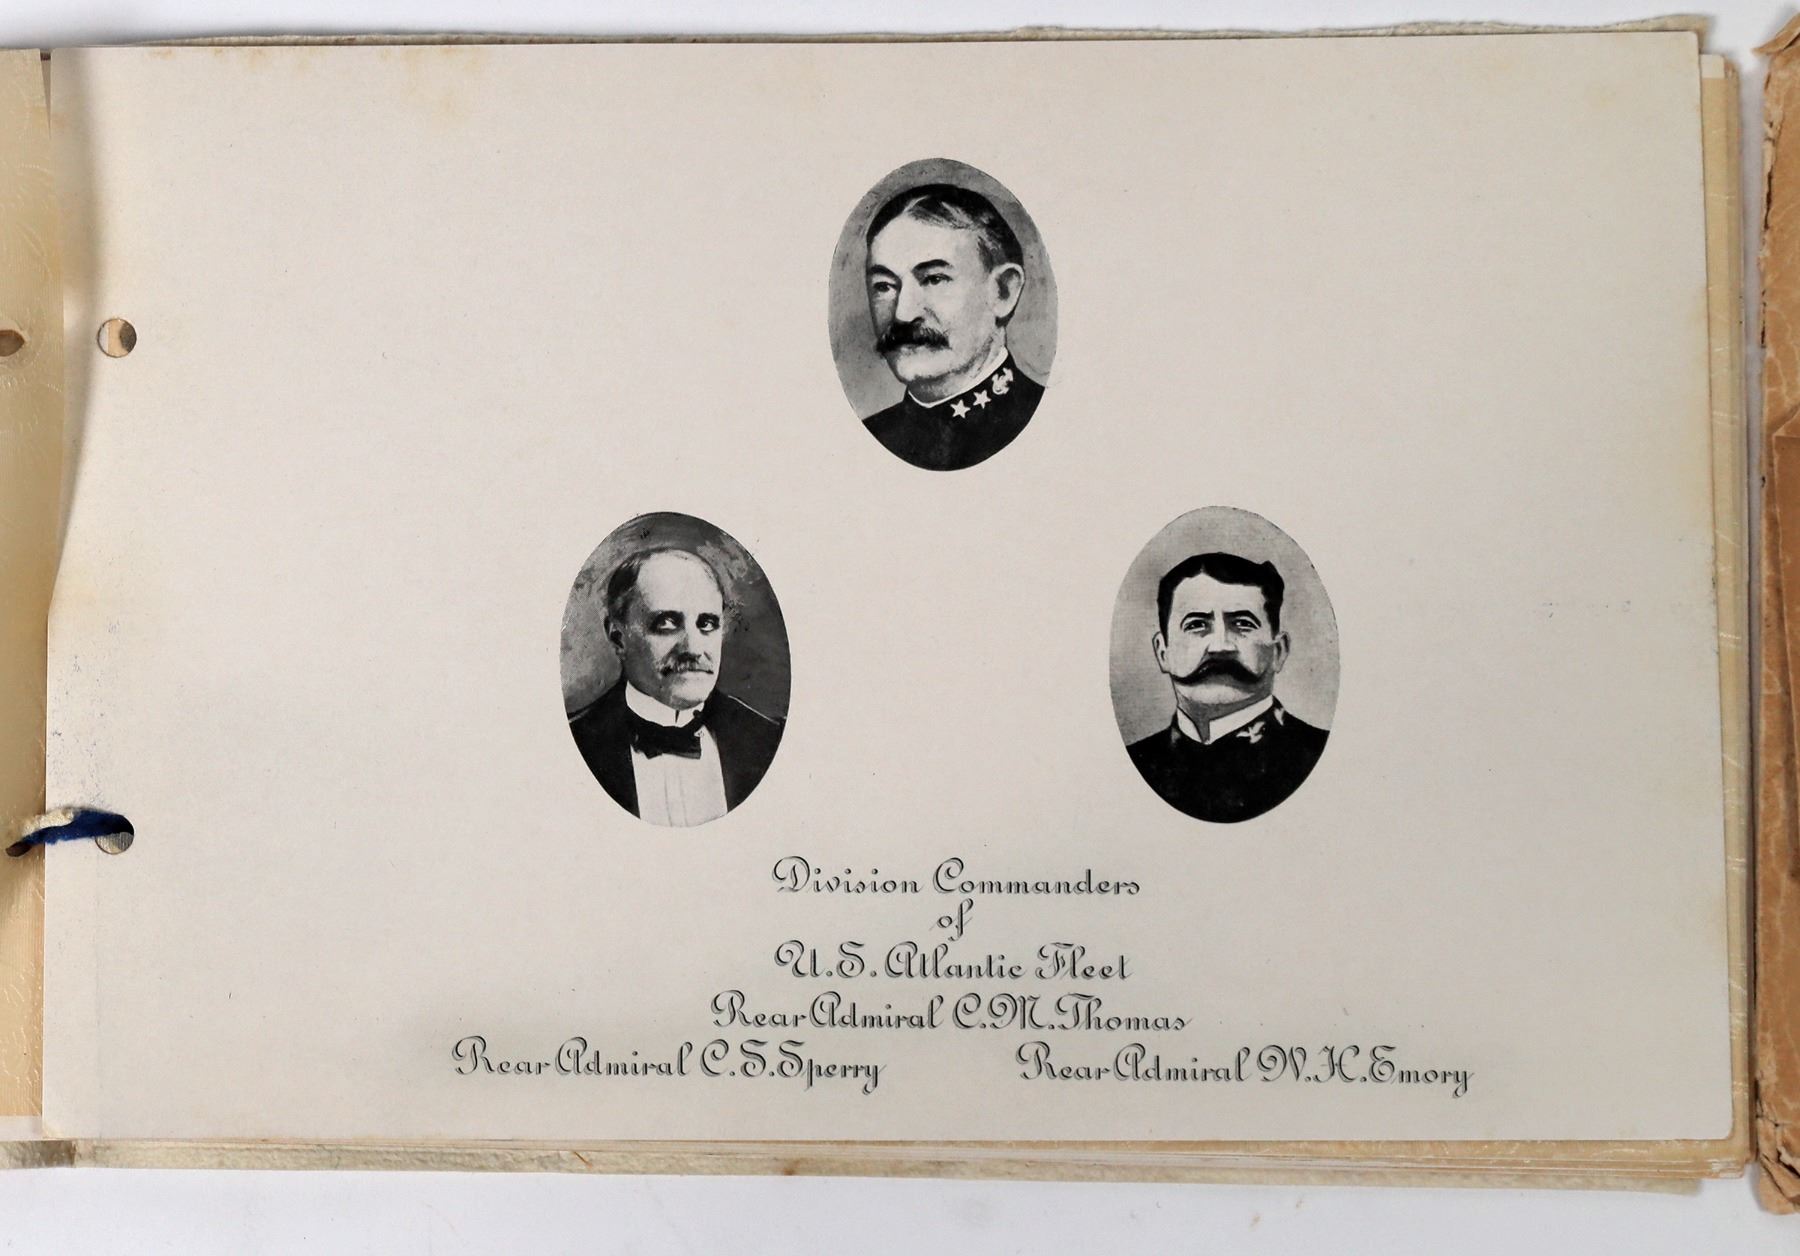 Division Commanders
of
U.S. Atlantic Fleet
Rear Admiral C.M. Thomas
Rear Admiral C.S. Sperry
Rear Admiral W.H. Emory